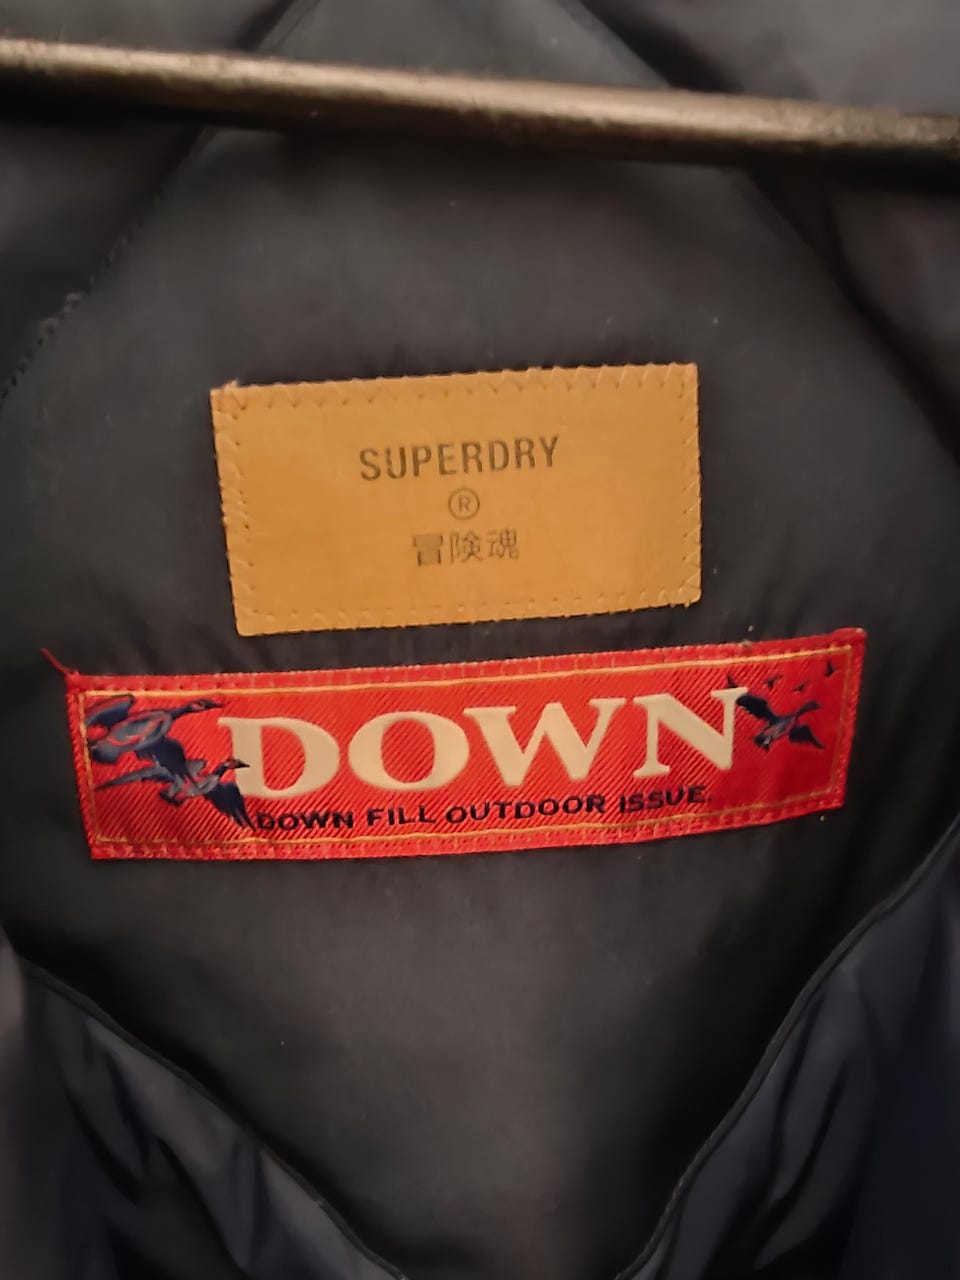 SUPERDRY
®
冒険魂
DOWN
DOWN FILL OUTDOOR ISSUE.